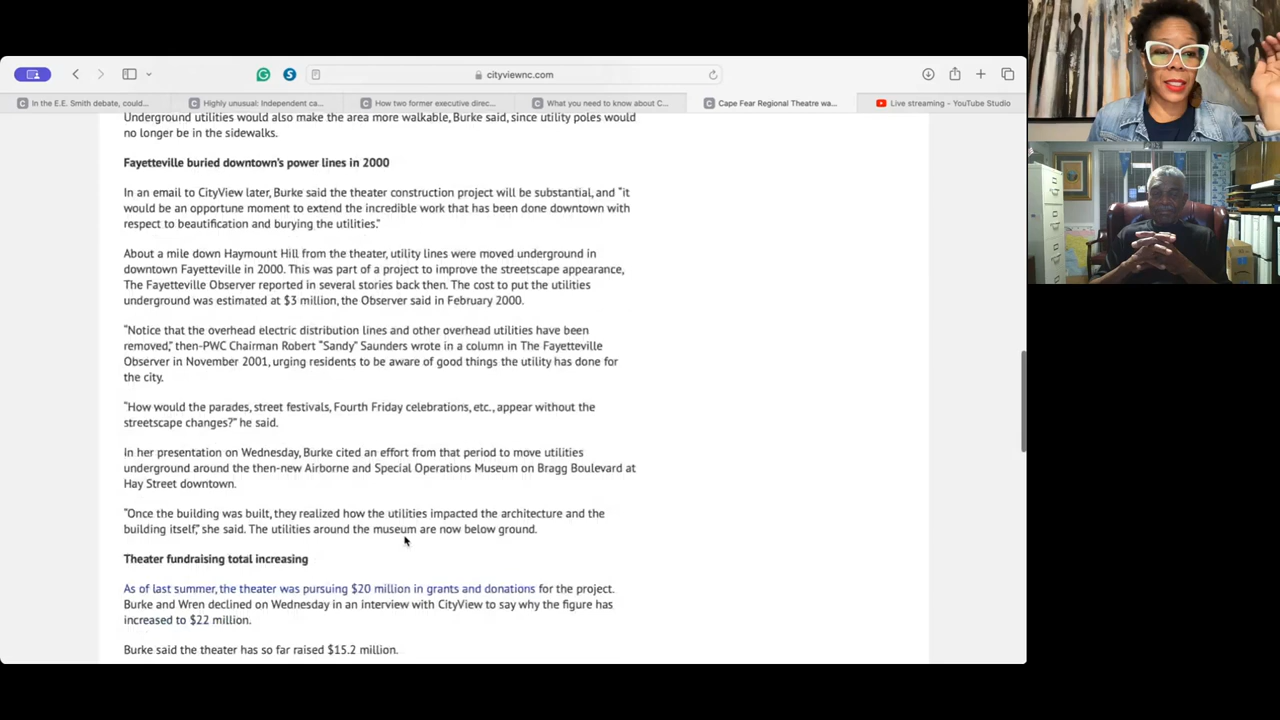 cityviewnc.com
In the E.E. Smith debate, could...
Highly unusual: Independent ca...
How two former executive direc...
What you need to know about C...
Cape Fear Regional Theatre wa...
Live streaming - YouTube Studio
Underground utilities would also make the area more walkable, Burke said, since utility poles would
no longer be in the sidewalks.
Fayetteville buried downtown's power lines in 2000
In an email to CityView later, Burke said the theater construction project will be substantial, and “it
would be an opportune moment to extend the incredible work that has been done downtown with
respect to beautification and burying the utilities.”
About a mile down Haymount Hill from the theater, utility lines were moved underground in
downtown Fayetteville in 2000. This was part of a project to improve the streetscape appearance,
The Fayetteville Observer reported in several stories back then. The cost to put the utilities
underground was estimated at $3 million, the Observer said in February 2000.
“Notice that the overhead electric distribution lines and other overhead utilities have been
removed,” then-PWC Chairman Robert “Sandy” Saunders wrote in a column in The Fayetteville
Observer in November 2001, urging residents to be aware of good things the utility has done for
the city.
“How would the parades, street festivals, Fourth Friday celebrations, etc., appear without the
streetscape changes?” he said.
In her presentation on Wednesday, Burke cited an effort from that period to move utilities
underground around the then-new Airborne and Special Operations Museum on Bragg Boulevard at
Hay Street downtown.
“Once the building was built, they realized how the utilities impacted the architecture and the
building itself,” she said. The utilities around the museum are now below ground.
Theater fundraising total increasing
As of last summer, the theater was pursuing $20 million in grants and donations for the project.
Burke and Wren declined on Wednesday in an interview with CityView to say why the figure has
increased to $22 million.
Burke said the theater has so far raised $15.2 million.